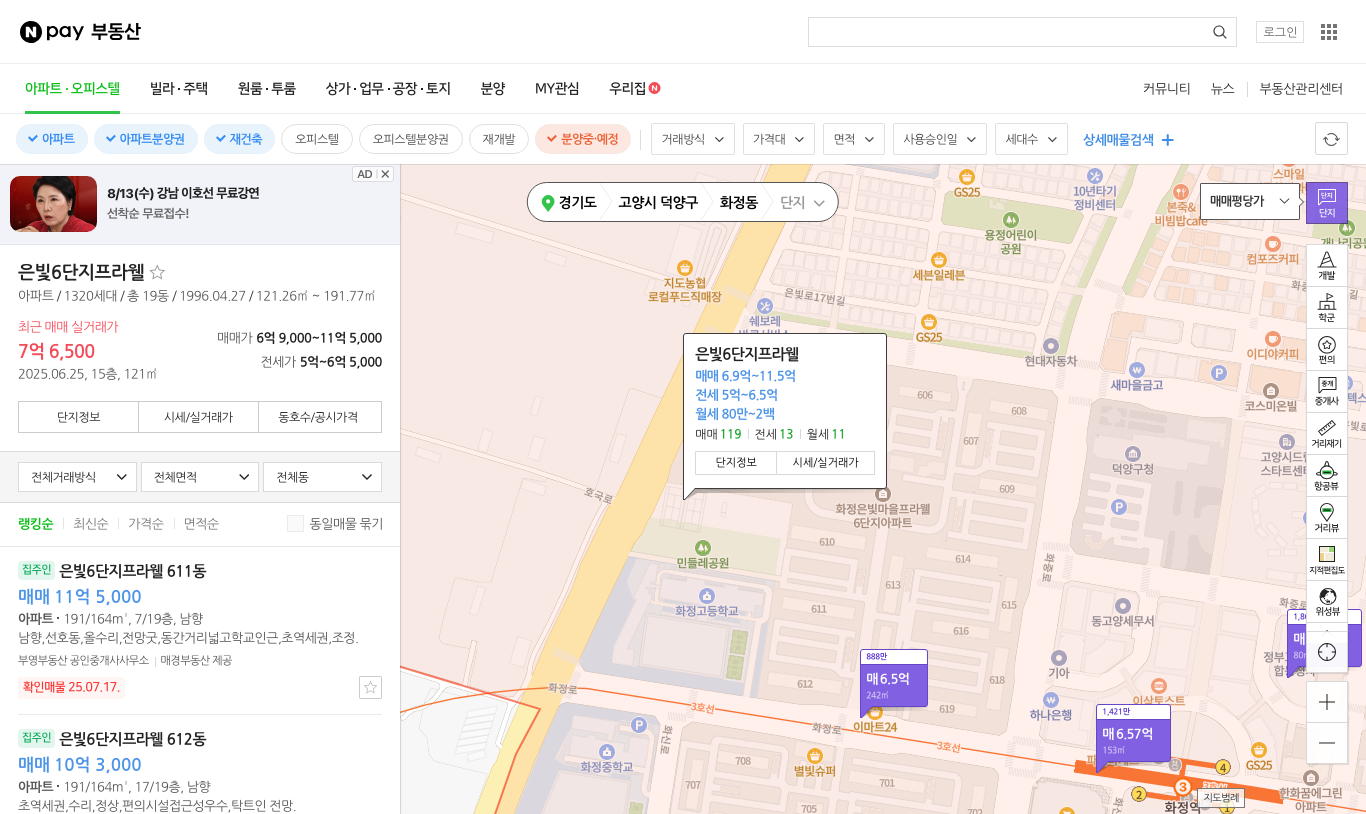 N pay 부동산
로그인
아파트·오피스텔 빌라·주택 원룸·투룸 상가·업무·공장·토지 분양 MY관심 우리집 N
커뮤니티 뉴스 부동산관리센터
아파트 아파트분양권 재건축 오피스텔 오피스텔분양권 재개발 분양중·예정
거래방식 가격대 면적 사용승인일 세대수 상세매물검색
AD
8/13(수) 강남 이호선 무료강연
선착순 무료접수!
은빛6단지프라웰
아파트 / 1320세대 / 총 19동 / 1996.04.27 / 121.26㎡ ~ 191.77㎡
최근 매매 실거래가
7억 6,500
2025.06.25, 15층, 121㎡
매매가 6억 9,000~11억 5,000
전세가 5억~6억 5,000
단지정보 시세/실거래가 동호수/공시가격
전체거래방식 전체면적 전체동
랭킹순 최신순 가격순 면적순 동일매물 묶기
집주인 은빛6단지프라웰 611동
매매 11억 5,000
아파트 · 191/164㎡, 7/19층, 남향
남향,선호동,올수리,전망굿,동간거리넓고학교인근,초역세권,조정.
부영부동산 공인중개사사무소 매경부동산 제공
확인매물 25.07.17.
집주인 은빛6단지프라웰 612동
매매 10억 3,000
아파트 · 191/164㎡, 17/19층, 남향
초역세권,수리,정상,편의시설접근성우수,탁트인 전망.
경기도 고양시 덕양구 화정동 단지
매매평당가
단지
단지
개발
학군
편의
중개
중개사
거리재기
항공뷰
거리뷰
지적편집도
위성뷰
GS25
10년타기
정비센터
스마일
본죽&
비빔밥cafe
용정어린이
공원
개나리공원
컴포즈커피
세븐일레븐
지도농협
로컬푸드직매장
은빛로17번길
쉐보레
GS25
현대자동차
이디야커피
새마을금고
P
코스미온빌
은빛6단지프라웰
매매 6.9억~11.5억
전세 5억~6.5억
월세 80만~2백
매매 119 전세 13 월세 11
단지정보 시세/실거래가
606
608
607
609
덕양구청
고양시드림
스타트센터
호국로
화정은빛마을프라웰
6단지아파트
P
610
614
613
615
611
616
612
618
619
민들레공원
화정고등학교
화중로
동고양세무서
기아
하나은행
이삭토스트
화정로
3호선
화정로
3호선
888만
매 6.5억
242㎡
이마트24
별빛슈퍼
1,421만
매 6.57억
153㎡
P
화신로
화정중학교
707
708
701
705
702
GS25
4
3
2
1
화정역
지도범례
한화꿈에그린
아파트